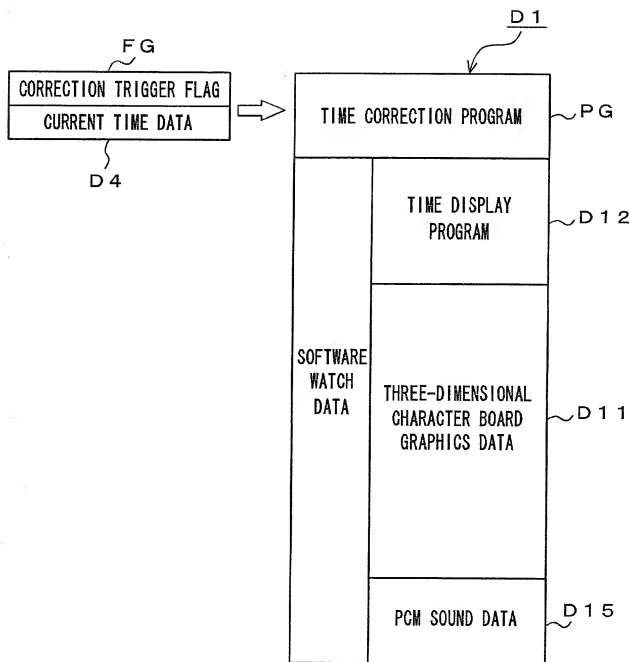 D1
FG
CORRECTION TRIGGER FLAG
CURRENT TIME DATA
D4
TIME CORRECTION PROGRAM
PG
TIME DISPLAY
PROGRAM
D12
SOFTWARE
WATCH
DATA
THREE-DIMENSIONAL
CHARACTER BOARD
GRAPHICS DATA
D11
PCM SOUND DATA
D15